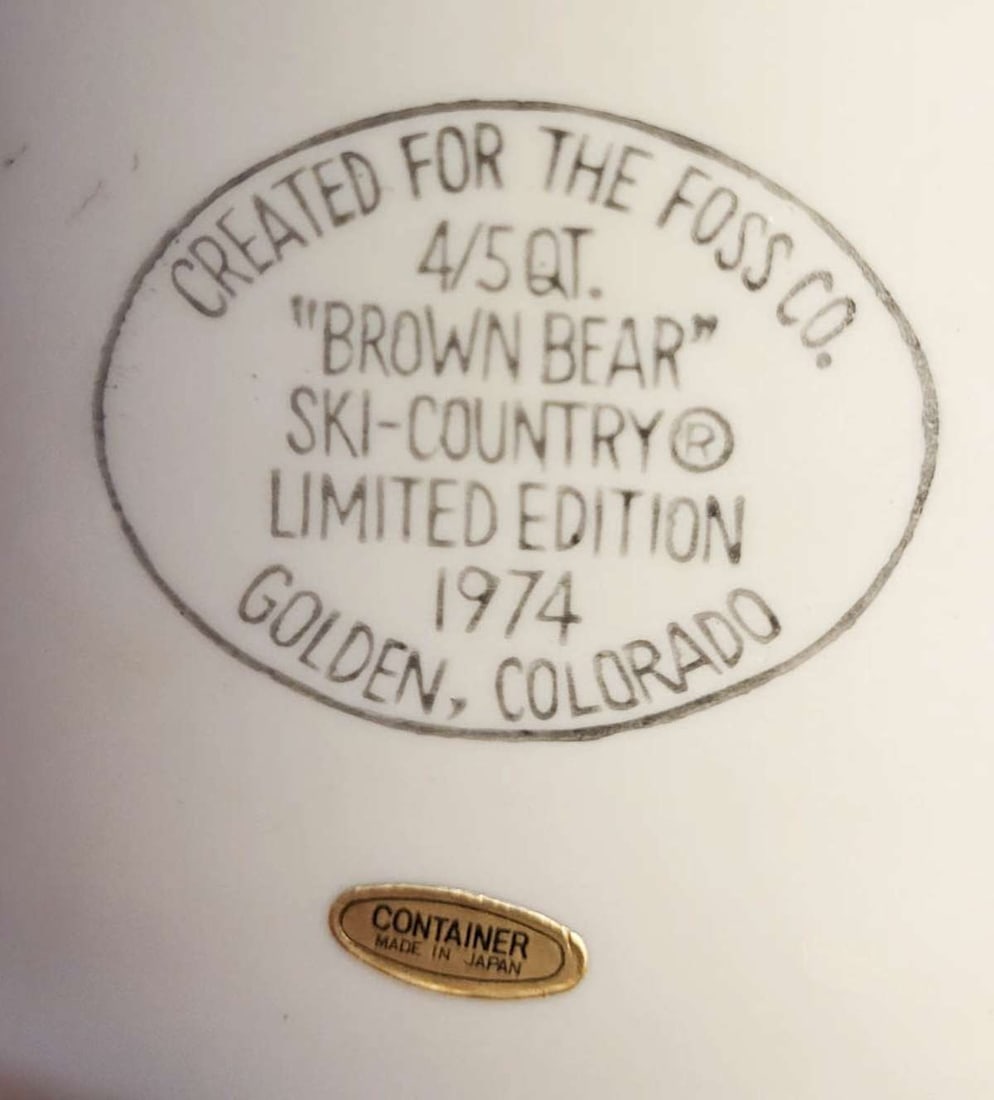 CREATED FOR THE FOSS CO.
4/5 QT.
"BROWN BEAR"
SKI-COUNTRY®
LIMITED EDITION
1974
GOLDEN, COLORADO
CONTAINER
MADE IN JAPAN